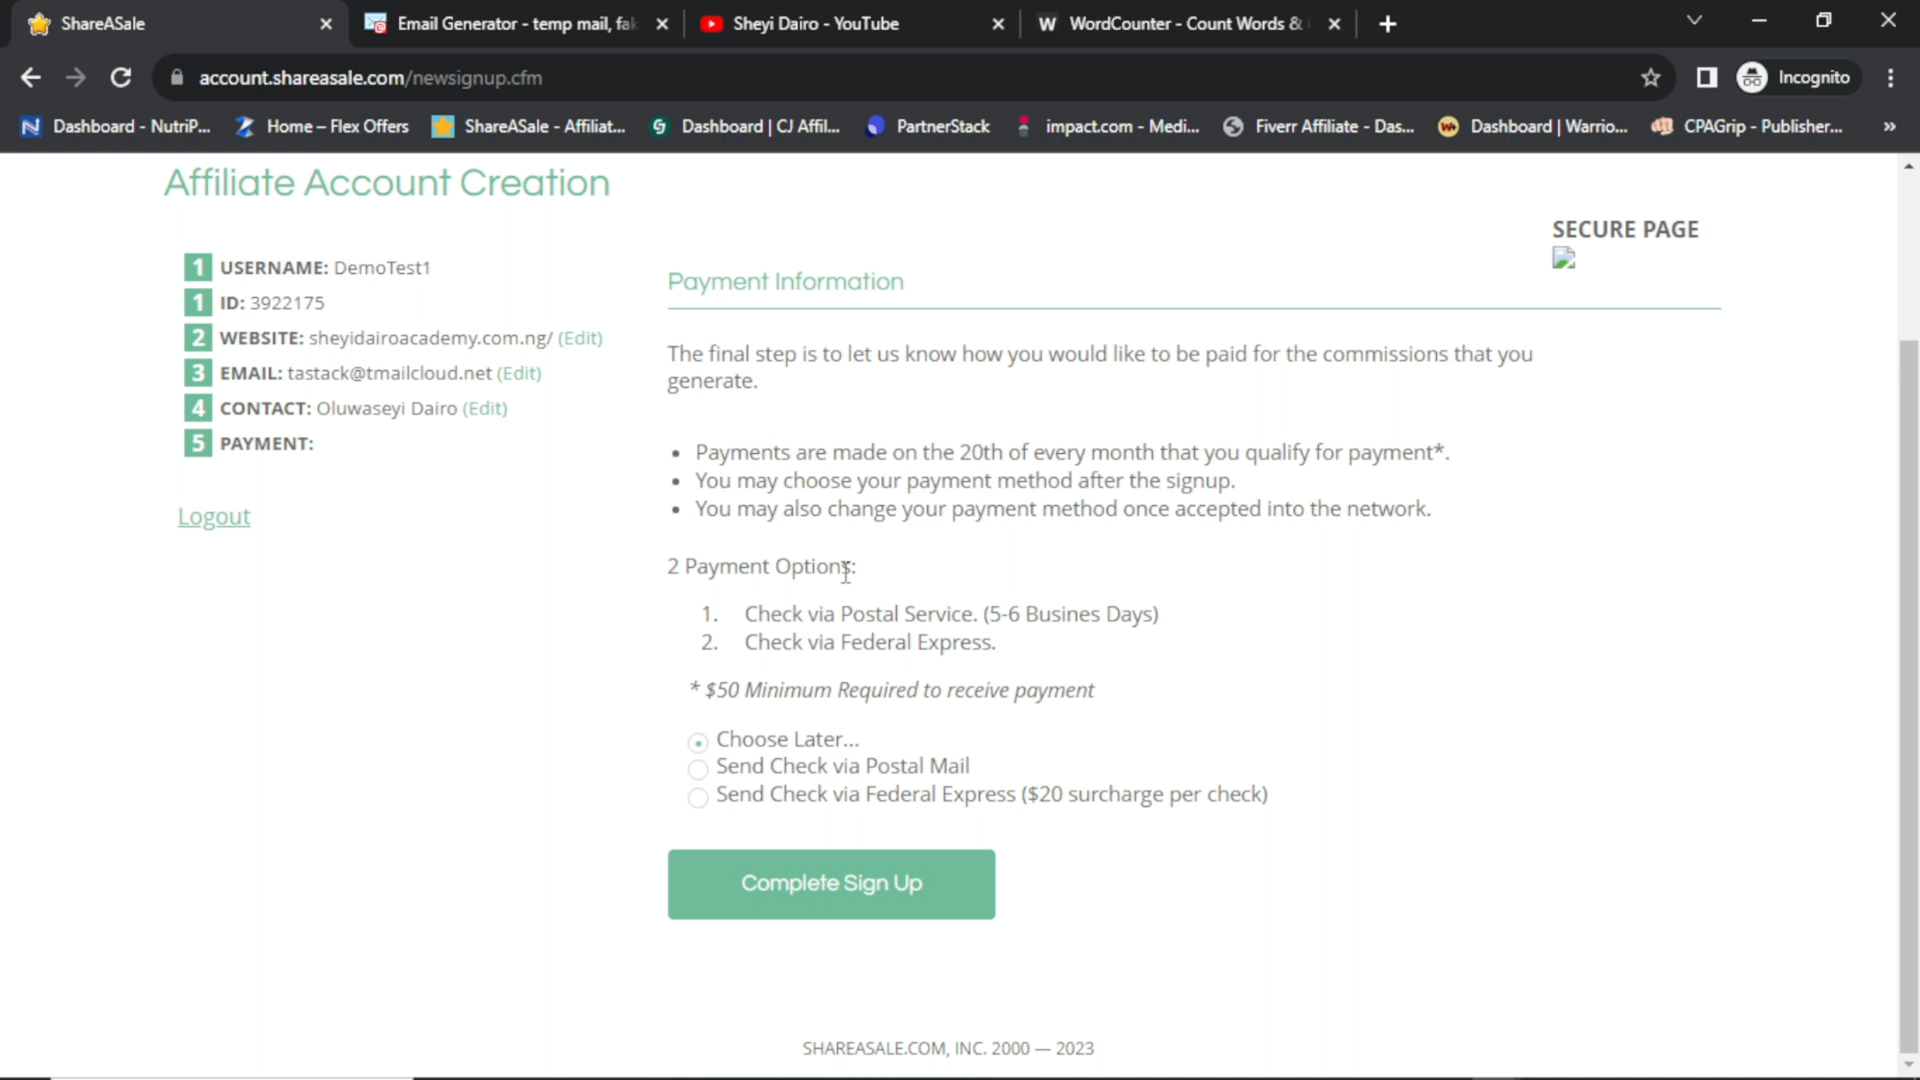 ShareASale
Email Generator - temp mail, fak
Sheyi Dairo - YouTube
WordCounter - Count Words &
account.shareasale.com/newsignup.cfm
Incognito
Dashboard - NutriP...
Home – Flex Offers
ShareASale - Affiliat...
Dashboard | CJ Affil...
PartnerStack
impact.com - Medi...
Fiverr Affiliate - Das...
Dashboard | Warrio...
CPAGrip - Publisher...
»
Affiliate Account Creation
SECURE PAGE
1 USERNAME: DemoTest1
1 ID: 3922175
2 WEBSITE: sheyidairoacademy.com.ng/ (Edit)
3 EMAIL: tastack@tmailcloud.net (Edit)
4 CONTACT: Oluwaseyi Dairo (Edit)
5 PAYMENT:
Logout
Payment Information
The final step is to let us know how you would like to be paid for the commissions that you
generate.
• Payments are made on the 20th of every month that you qualify for payment*.
• You may choose your payment method after the signup.
• You may also change your payment method once accepted into the network.
2 Payment Options:
1. Check via Postal Service. (5-6 Busines Days)
2. Check via Federal Express.
* $50 Minimum Required to receive payment
Choose Later...
Send Check via Postal Mail
Send Check via Federal Express ($20 surcharge per check)
Complete Sign Up
SHAREASALE.COM, INC. 2000 — 2023